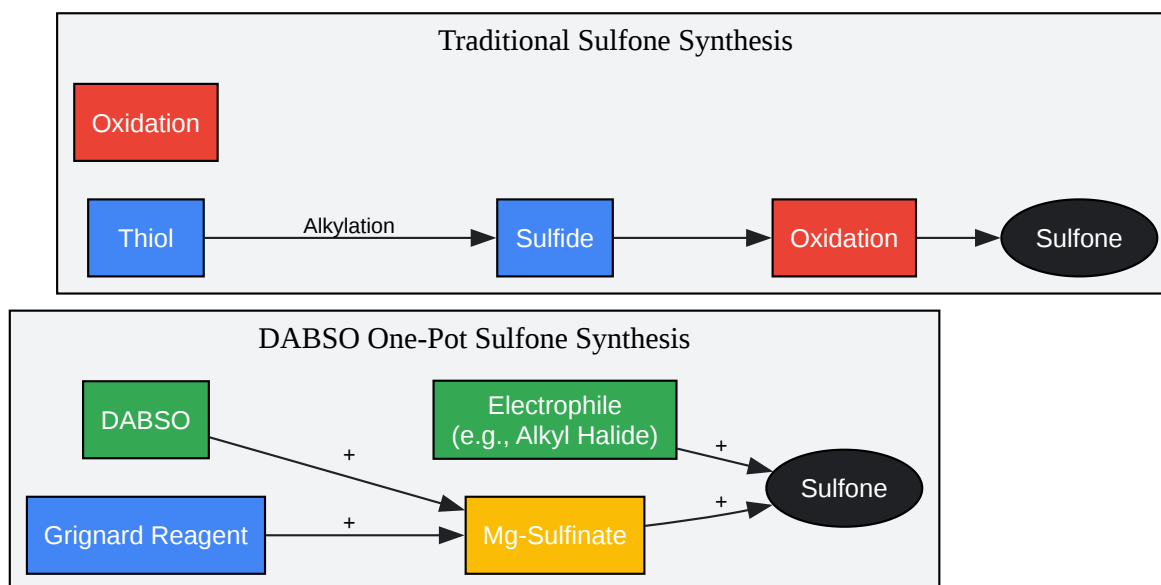 Traditional Sulfone Synthesis
Oxidation
Thiol
Alkylation
Sulfide
Oxidation
Sulfone
DABSO One-Pot Sulfone Synthesis
DABSO
+
Electrophile
(e.g., Alkyl Halide)
+
Sulfone
Grignard Reagent
+
Mg-Sulfinate
+